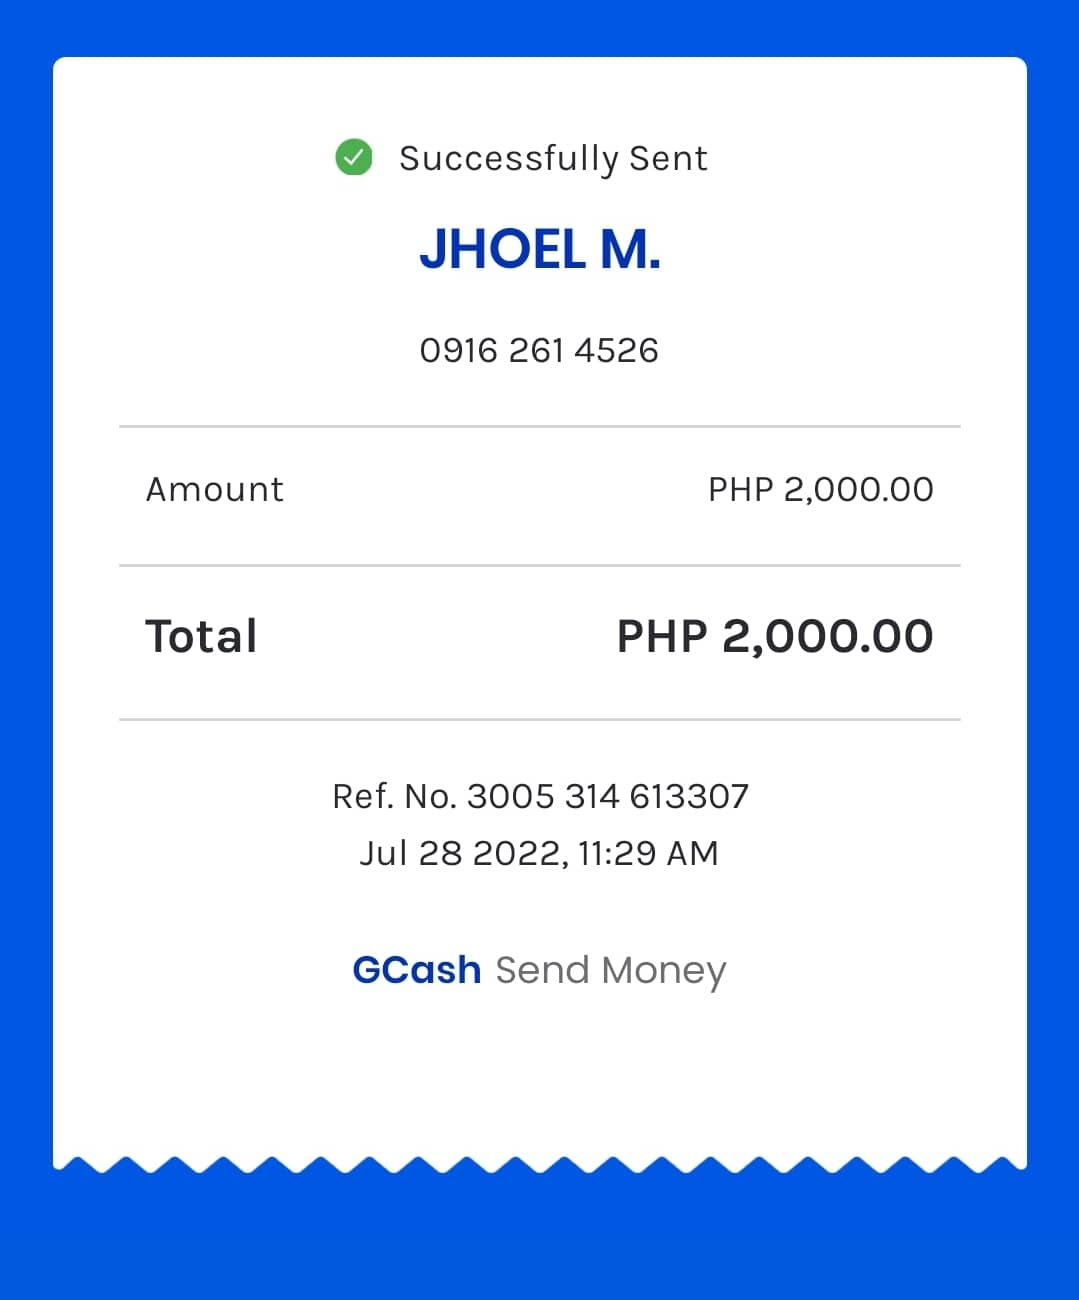 Successfully Sent
JHOEL M.
0916 261 4526
Amount PHP 2,000.00
Total PHP 2,000.00
Ref. No. 3005 314 613307
Jul 28 2022, 11:29 AM
GCash Send Money